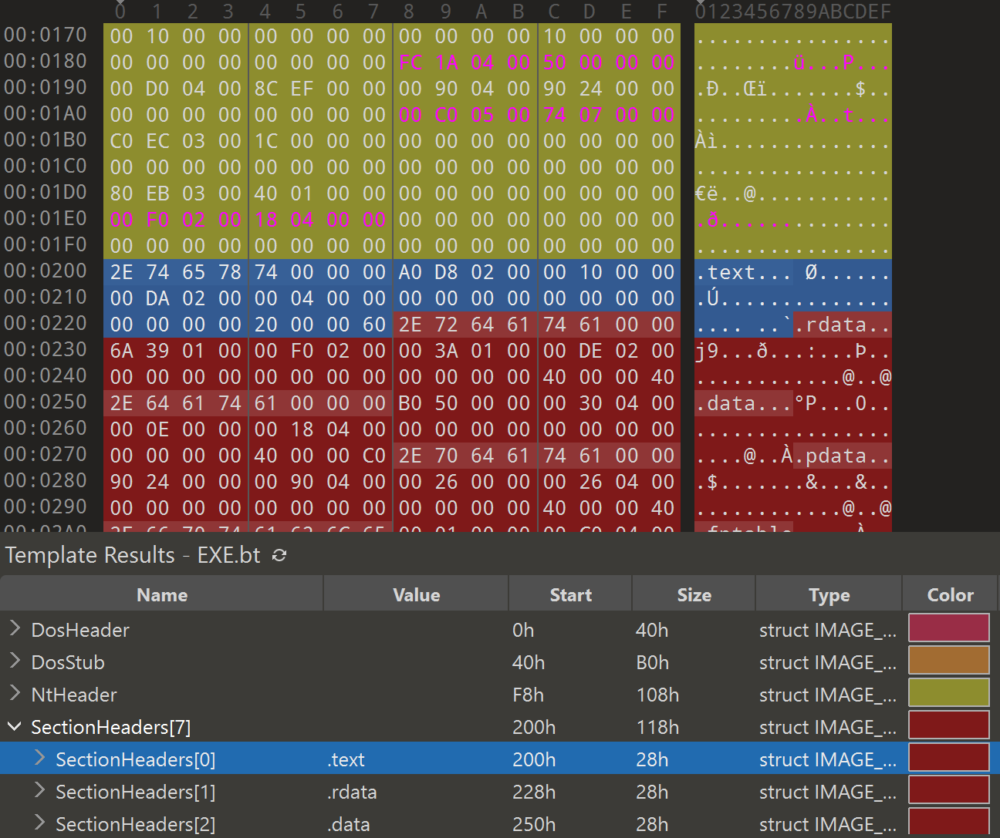 0 1 2 3 4 5 6 7 8 9 A B C D E F 0123456789ABCDEF
00:0170 00 10 00 00 00 00 00 00 00 00 00 00 10 00 00 00 ................
00:0180 00 00 00 00 00 00 00 00 FC 1A 04 00 50 00 00 00 ........ü...P...
00:0190 00 D0 04 00 8C EF 00 00 00 90 04 00 90 24 00 00 .Ð..Œï.......$..
00:01A0 00 00 00 00 00 00 00 00 00 C0 05 00 74 07 00 00 .........À..t...
00:01B0 C0 EC 03 00 1C 00 00 00 00 00 00 00 00 00 00 00 Àì..............
00:01C0 00 00 00 00 00 00 00 00 00 00 00 00 00 00 00 00 ................
00:01D0 80 EB 03 00 40 01 00 00 00 00 00 00 00 00 00 00 €ë..@...........
00:01E0 00 F0 02 00 18 04 00 00 00 00 00 00 00 00 00 00 .ð..............
00:01F0 00 00 00 00 00 00 00 00 00 00 00 00 00 00 00 00 ................
00:0200 2E 74 65 78 74 00 00 00 A0 D8 02 00 00 10 00 00 .text... Ø......
00:0210 00 DA 02 00 00 04 00 00 00 00 00 00 00 00 00 00 .Ú..............
00:0220 00 00 00 00 20 00 00 60 2E 72 64 61 74 61 00 00 .... ..`.rdata..
00:0230 6A 39 01 00 00 F0 02 00 00 3A 01 00 00 DE 02 00 j9...ð...:...Þ..
00:0240 00 00 00 00 00 00 00 00 00 00 00 00 40 00 00 40 ............@..@
00:0250 2E 64 61 74 61 00 00 00 B0 50 00 00 00 30 04 00 .data...°P...0..
00:0260 00 0E 00 00 00 18 04 00 00 00 00 00 00 00 00 00 ................
00:0270 00 00 00 00 40 00 00 C0 2E 70 64 61 74 61 00 00 ....@..À.pdata..
00:0280 90 24 00 00 00 90 04 00 00 26 00 00 00 26 04 00 .$.......&...&..
00:0290 00 00 00 00 00 00 00 00 00 00 00 00 40 00 00 40 ............@..@
00:02A0 2E 66 70 74 61 62 6C 65 00 01 00 00 00 C0 04 00 .fptable.....À..
Template Results - EXE.bt
Name Value Start Size Type Color
DosHeader 0h 40h struct IMAGE_...
DosStub 40h B0h struct IMAGE_...
NtHeader F8h 108h struct IMAGE_...
SectionHeaders[7] 200h 118h struct IMAGE_...
SectionHeaders[0] .text 200h 28h struct IMAGE_...
SectionHeaders[1] .rdata 228h 28h struct IMAGE_...
SectionHeaders[2] .data 250h 28h struct IMAGE_...